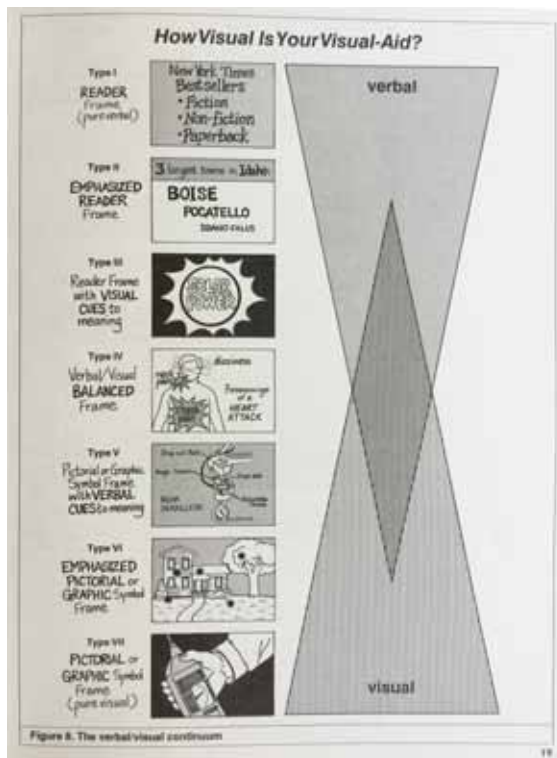 How Visual Is Your Visual-Aid?
Type I
READER
Frame
(pure verbal)
New York Times
Bestsellers
• Fiction
• Non-fiction
• Paperback
verbal
Type II
EMPHASIZED
READER
Frame
3 largest towns in Idaho:
BOISE
POCATELLO
IDAHO FALLS
Type III
Reader Frame
with VISUAL
CUES to
meaning
SOLAR
POWER
Type IV
Verbal/Visual
BALANCED
Frame
neck
pain
of a
HEART
ATTACK
Type V
Pictorial or Graphic
Symbol Frame
with VERBAL
CUES to meaning
REAR
DERAILLEUR
Type VI
EMPHASIZED
PICTORIAL or
GRAPHIC Symbol
Frame
Type VII
PICTORIAL or
GRAPHIC Symbol
Frame
(pure visual)
visual
Figure 8. The verbal/visual continuum